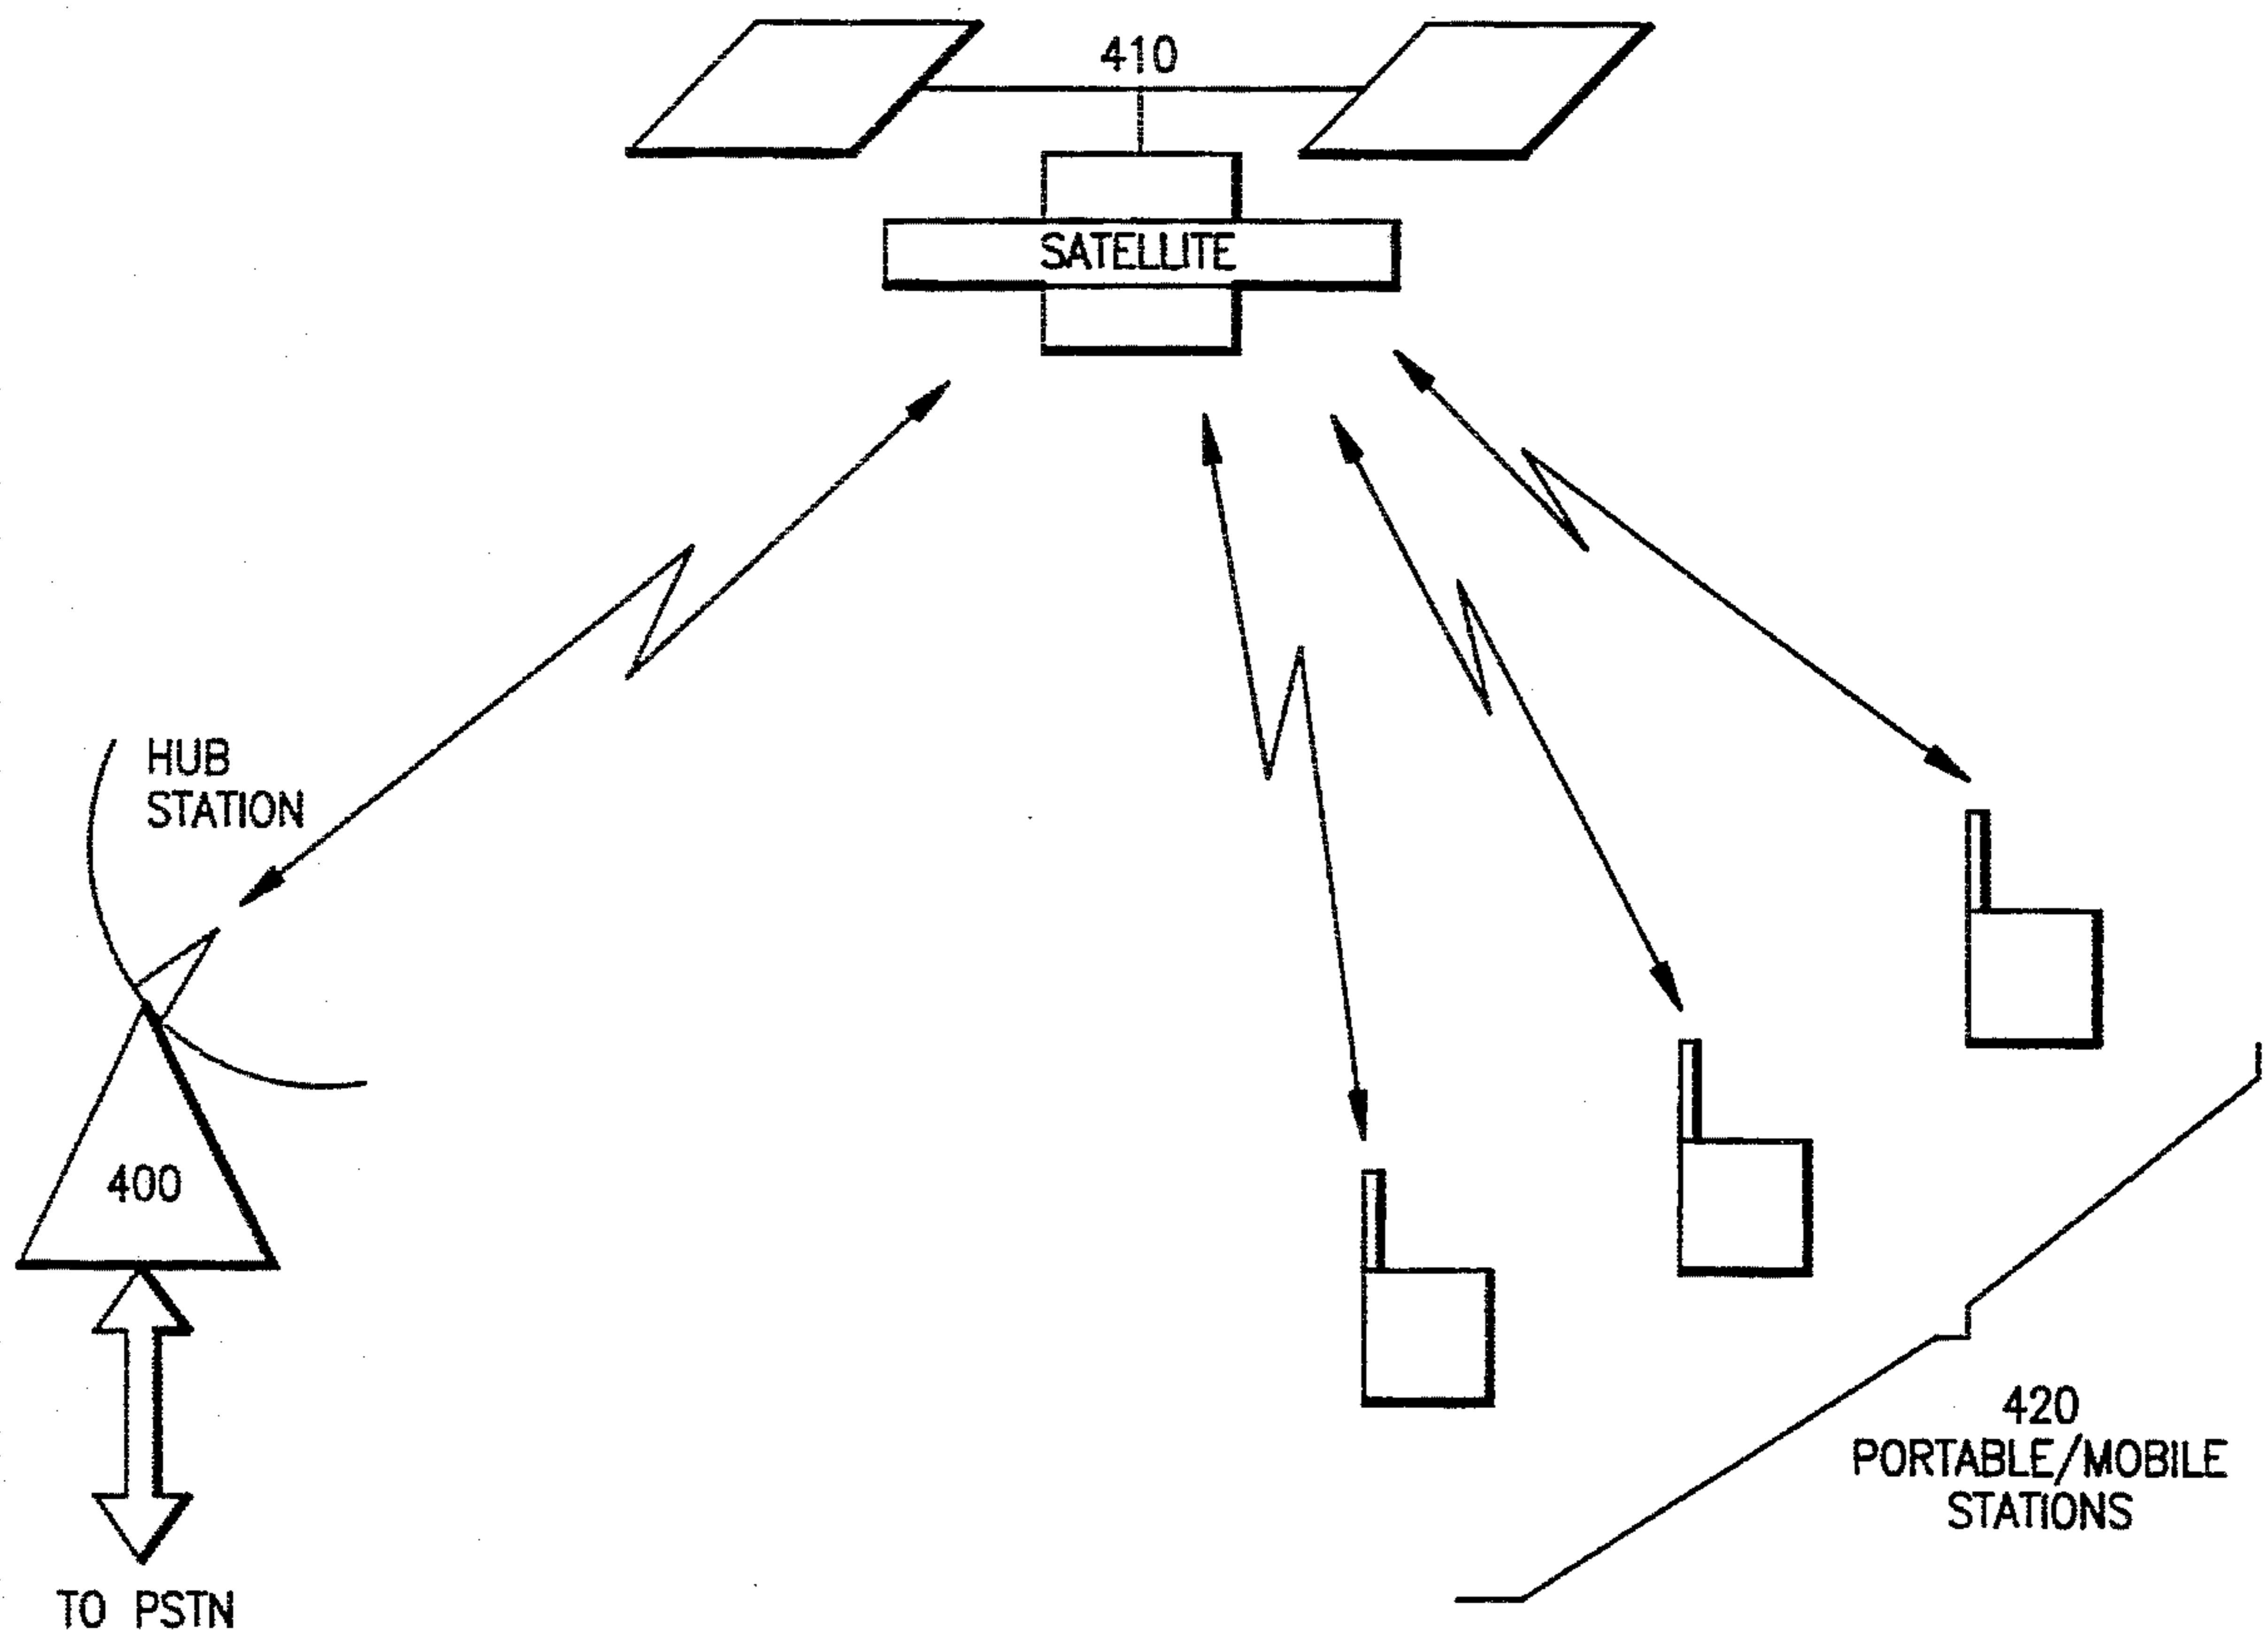 410
SATELLITE
HUB
STATION
400
TO PSTN
420
PORTABLE/MOBILE
STATIONS